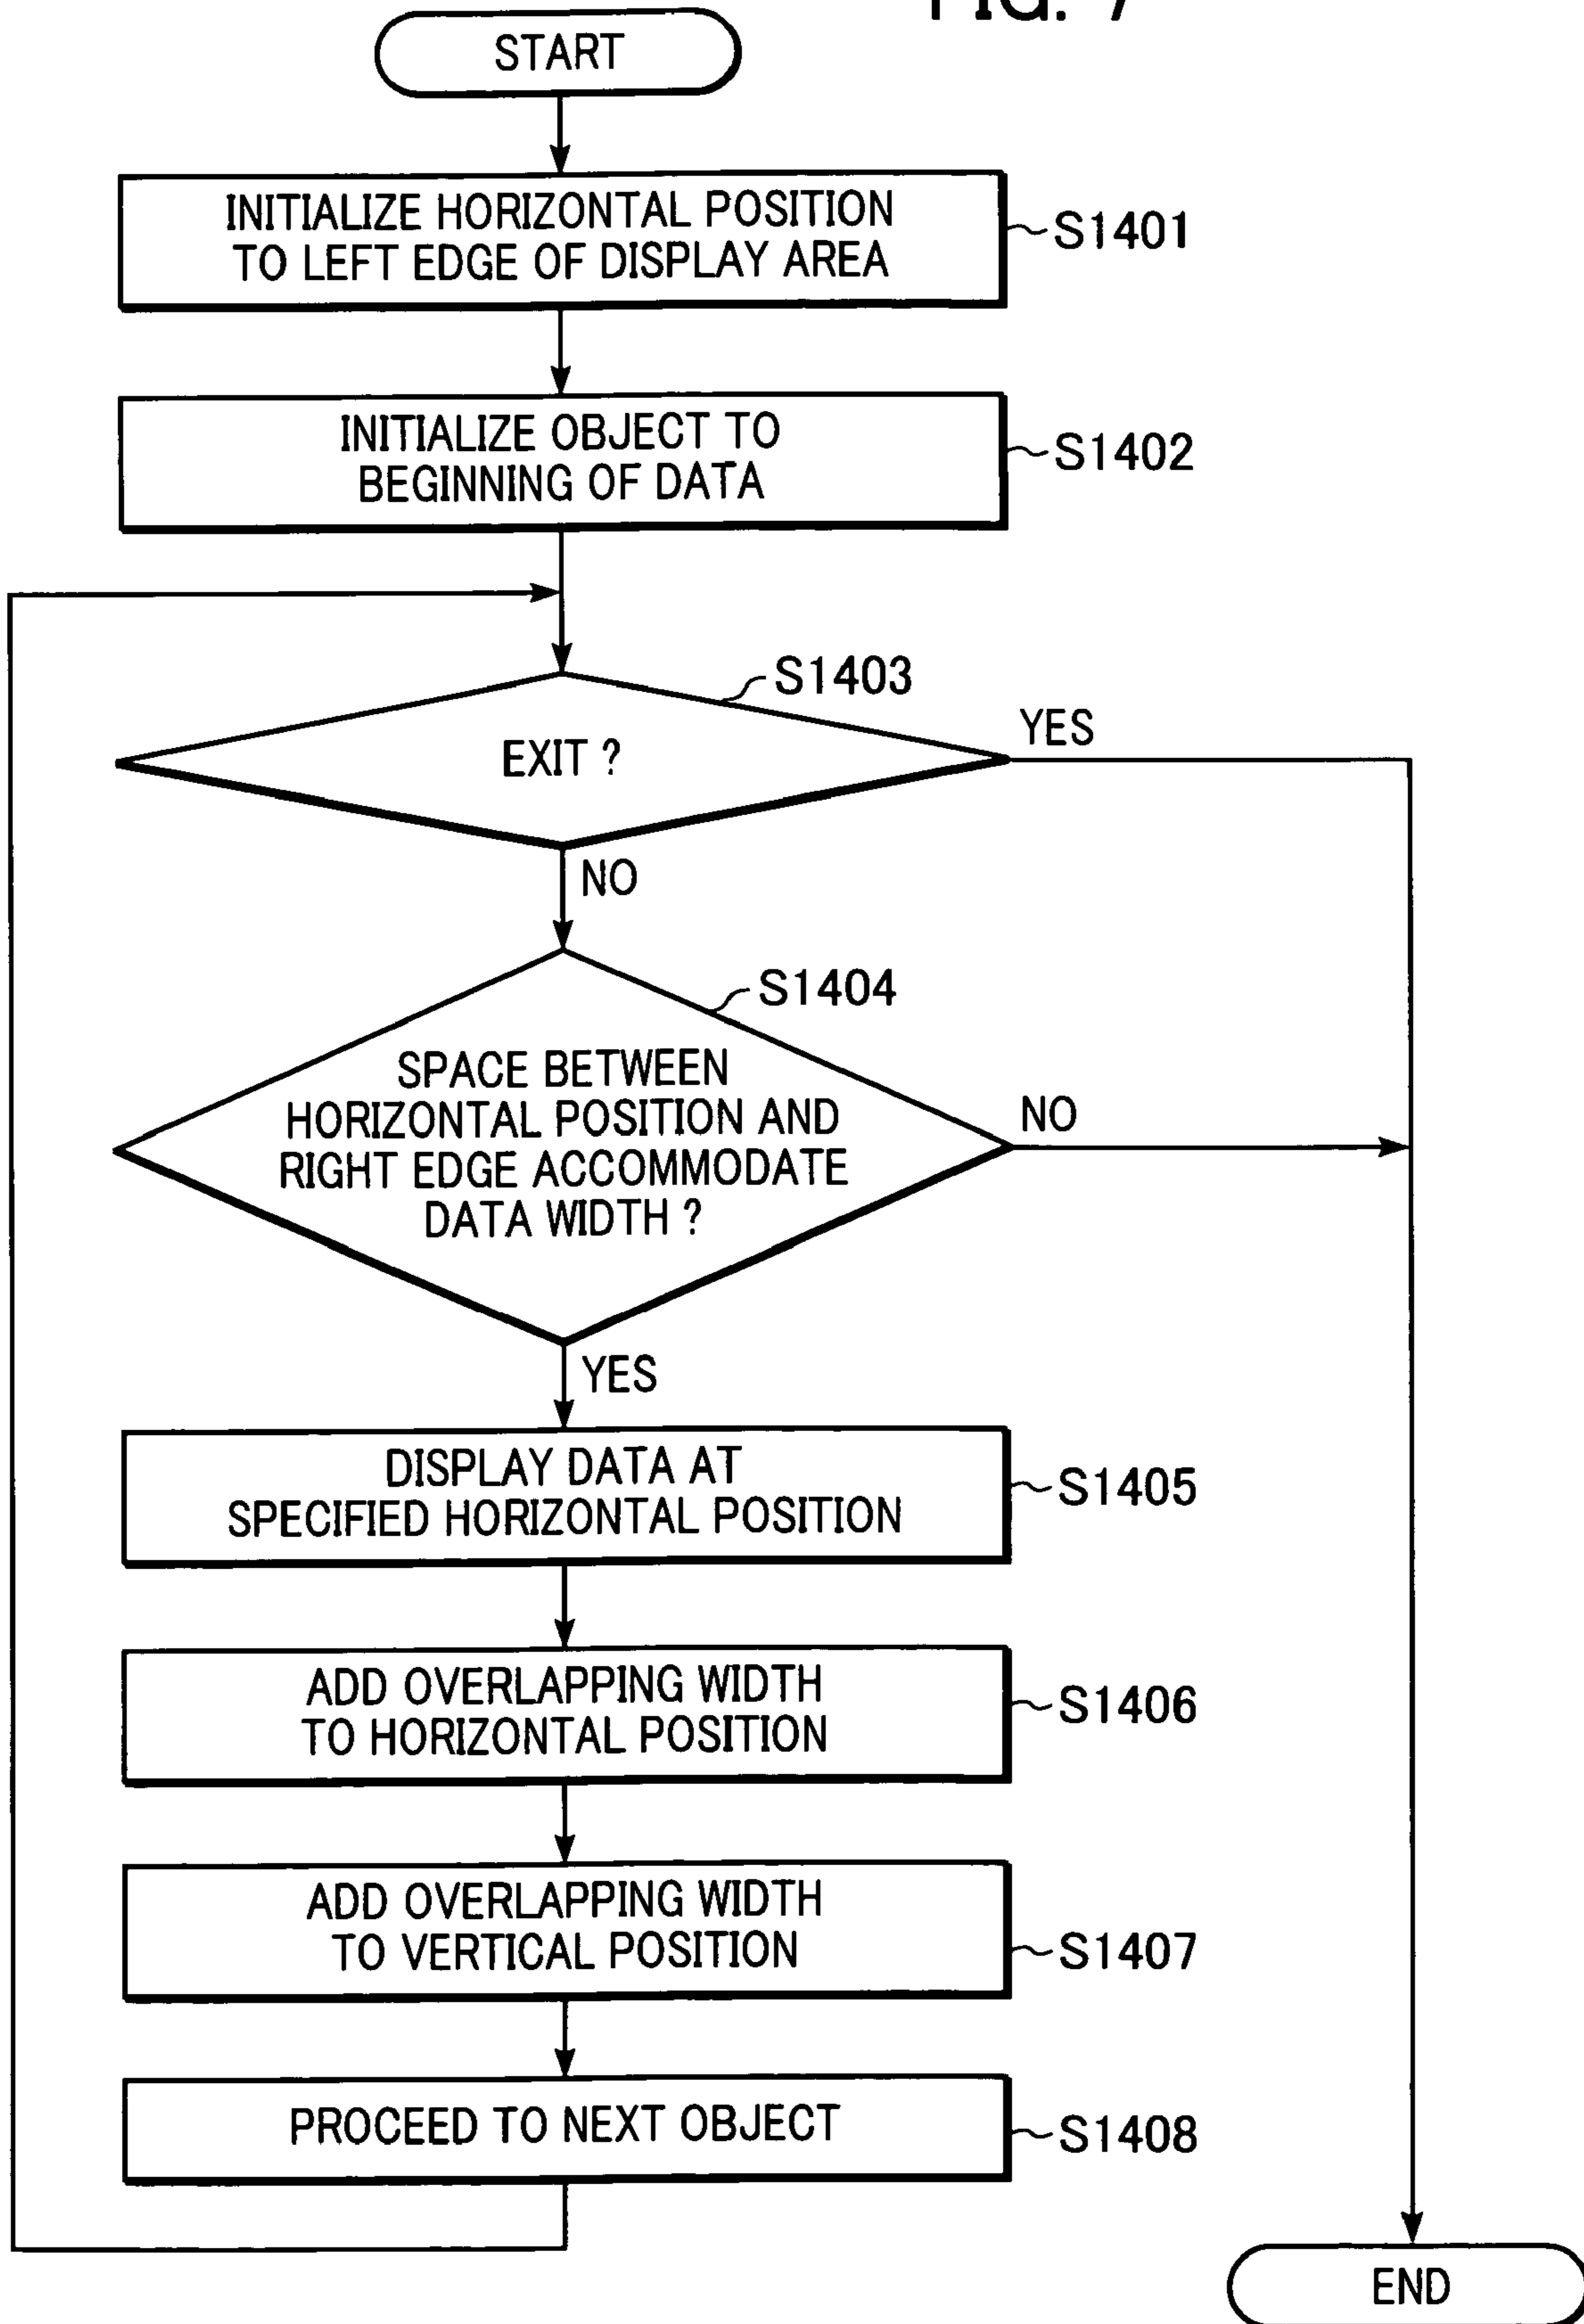 FIG. 7
START
INITIALIZE HORIZONTAL POSITION
TO LEFT EDGE OF DISPLAY AREA
S1401
INITIALIZE OBJECT TO
BEGINNING OF DATA
S1402
S1403
YES
EXIT ?
NO
S1404
SPACE BETWEEN
HORIZONTAL POSITION AND
RIGHT EDGE ACCOMMODATE
DATA WIDTH ?
NO
YES
DISPLAY DATA AT
SPECIFIED HORIZONTAL POSITION
S1405
ADD OVERLAPPING WIDTH
TO HORIZONTAL POSITION
S1406
ADD OVERLAPPING WIDTH
TO VERTICAL POSITION
S1407
PROCEED TO NEXT OBJECT
S1408
END